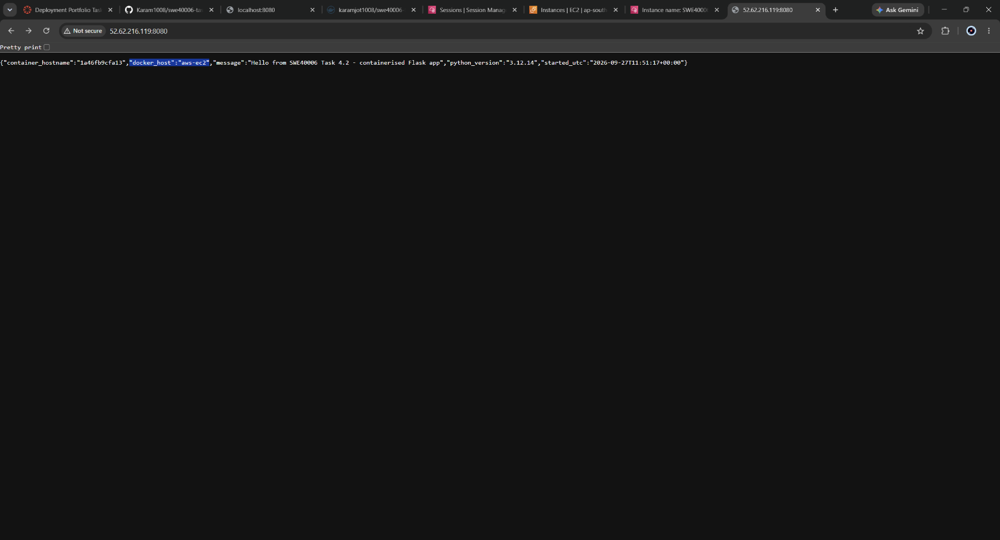 Deployment Portfolio Tas
Karam1008/swe40006-tas
localhost:8080
karamjot1008/swe40006-
Sessions | Session Manag
Instances | EC2 | ap-south
Instance name: SWE4000
52.62.216.119:8080
Ask Gemini
Not secure
52.62.216.119:8080
Pretty print
{"container_hostname":"1a46fb9cfa13","docker_host":"aws-ec2","message":"Hello from SWE40006 Task 4.2 - containerised Flask app","python_version":"3.12.14","started_utc":"2026-09-27T11:51:17+00:00"}